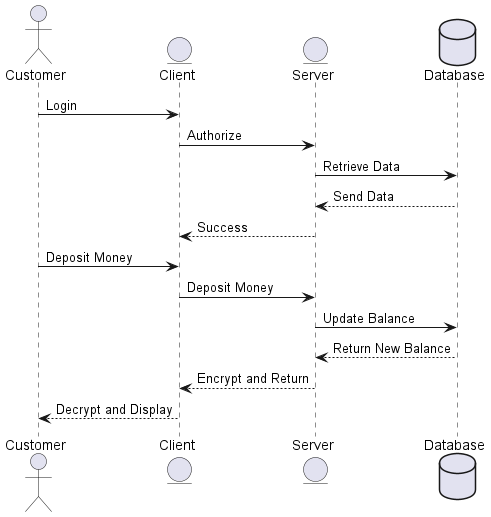 Customer Client Server Database
Login
Authorize
Retrieve Data
Send Data
Success
Deposit Money
Deposit Money
Update Balance
Return New Balance
Encrypt and Return
Decrypt and Display
Customer Client Server Database